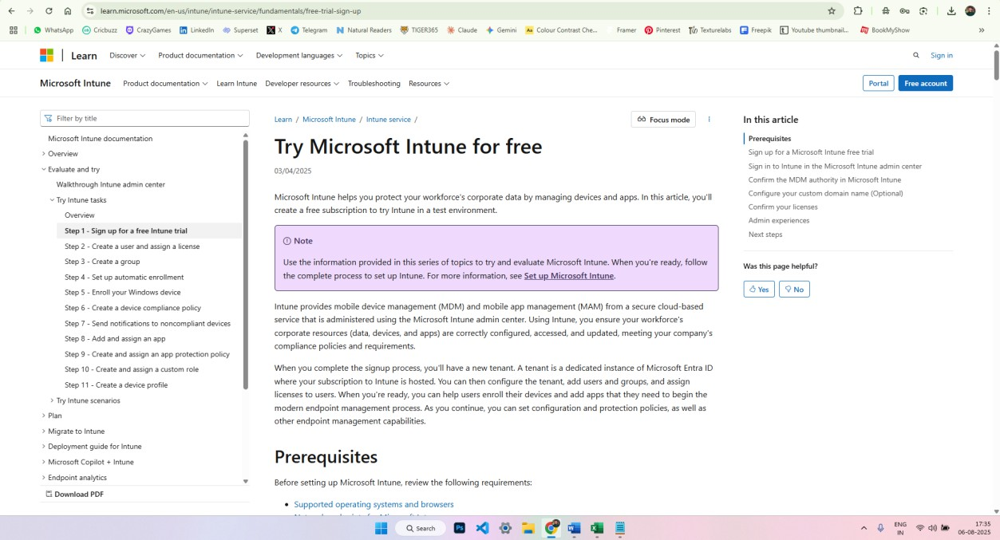 learn.microsoft.com/en-us/intune/intune-service/fundamentals/free-trial-sign-up
WhatsApp Cricbuzz CrazyGames LinkedIn Superset X Telegram Natural Readers TIGER365 Claude Gemini Colour Contrast Che... Framer Pinterest Texturelabs Freepik Youtube thumbnail... BookMyShow
Learn Discover Product documentation Development languages Topics Sign in
Microsoft Intune Product documentation Learn Intune Developer resources Troubleshooting Resources Portal Free account
Filter by title
Microsoft Intune documentation
Overview
Evaluate and try
Walkthrough Intune admin center
Try Intune tasks
Overview
Step 1 - Sign up for a free Intune trial
Step 2 - Create a user and assign a license
Step 3 - Create a group
Step 4 - Set up automatic enrollment
Step 5 - Enroll your Windows device
Step 6 - Create a device compliance policy
Step 7 - Send notifications to noncompliant devices
Step 8 - Add and assign an app
Step 9 - Create and assign an app protection policy
Step 10 - Create and assign a custom role
Step 11 - Create a device profile
Try Intune scenarios
Plan
Migrate to Intune
Deployment guide for Intune
Microsoft Copilot + Intune
Endpoint analytics
Download PDF
Learn / Microsoft Intune / Intune service /
Focus mode
Try Microsoft Intune for free
03/04/2025
Microsoft Intune helps you protect your workforce's corporate data by managing devices and apps. In this article, you'll
create a free subscription to try Intune in a test environment.
Note
Use the information provided in this series of topics to try and evaluate Microsoft Intune. When you're ready, follow
the complete process to set up Intune. For more information, see Set up Microsoft Intune.
Intune provides mobile device management (MDM) and mobile app management (MAM) from a secure cloud-based
service that is administered using the Microsoft Intune admin center. Using Intune, you ensure your workforce's
corporate resources (data, devices, and apps) are correctly configured, accessed, and updated, meeting your company's
compliance policies and requirements.
When you complete the signup process, you'll have a new tenant. A tenant is a dedicated instance of Microsoft Entra ID
where your subscription to Intune is hosted. You can then configure the tenant, add users and groups, and assign
licenses to users. When you're ready, you can help users enroll their devices and add apps that they need to begin the
modern endpoint management process. As you continue, you can set configuration and protection policies, as well as
other endpoint management capabilities.
Prerequisites
Before setting up Microsoft Intune, review the following requirements:
Supported operating systems and browsers
In this article
Prerequisites
Sign up for a Microsoft Intune free trial
Sign in to Intune in the Microsoft Intune admin center
Confirm the MDM authority in Microsoft Intune
Configure your custom domain name (Optional)
Confirm your licenses
Admin experiences
Next steps
Was this page helpful?
Yes No
Search
Ps
ENG
IN
17:35
06-08-2025